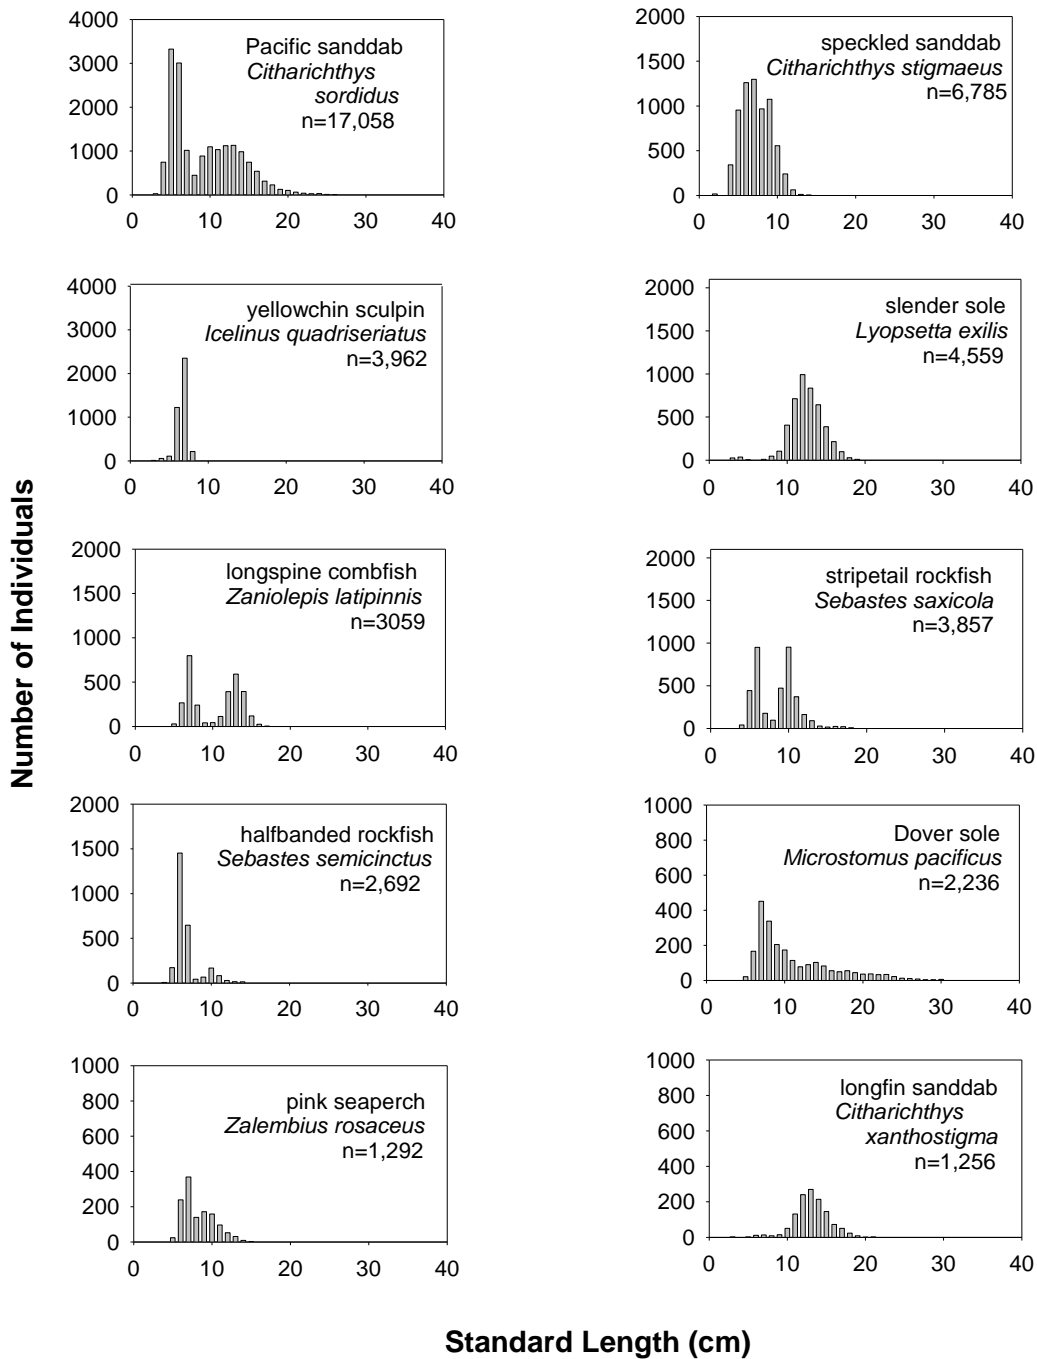 4000
3000
2000
1000
0
0 10 20 30 40
Pacific sanddab
Citharichthys
sordidus
n=17,058
2000
1500
1000
500
0
0 10 20 30 40
speckled sanddab
Citharichthys stigmaeus
n=6,785
4000
3000
2000
1000
0
0 10 20 30 40
yellowchin sculpin
Icelinus quadriseriatus
n=3,962
2000
1500
1000
500
0
0 10 20 30 40
slender sole
Lyopsetta exilis
n=4,559
Number of Individuals
2000
1500
1000
500
0
0 10 20 30 40
longspine combfish
Zaniolepis latipinnis
n=3059
2000
1500
1000
500
0
0 10 20 30 40
stripetail rockfish
Sebastes saxicola
n=3,857
2000
1500
1000
500
0
0 10 20 30 40
halfbanded rockfish
Sebastes semicinctus
n=2,692
1000
800
600
400
200
0
0 10 20 30 40
Dover sole
Microstomus pacificus
n=2,236
1000
800
600
400
200
0
0 10 20 30 40
pink seaperch
Zalembius rosaceus
n=1,292
1000
800
600
400
200
0
0 10 20 30 40
longfin sanddab
Citharichthys
xanthostigma
n=1,256
Standard Length (cm)